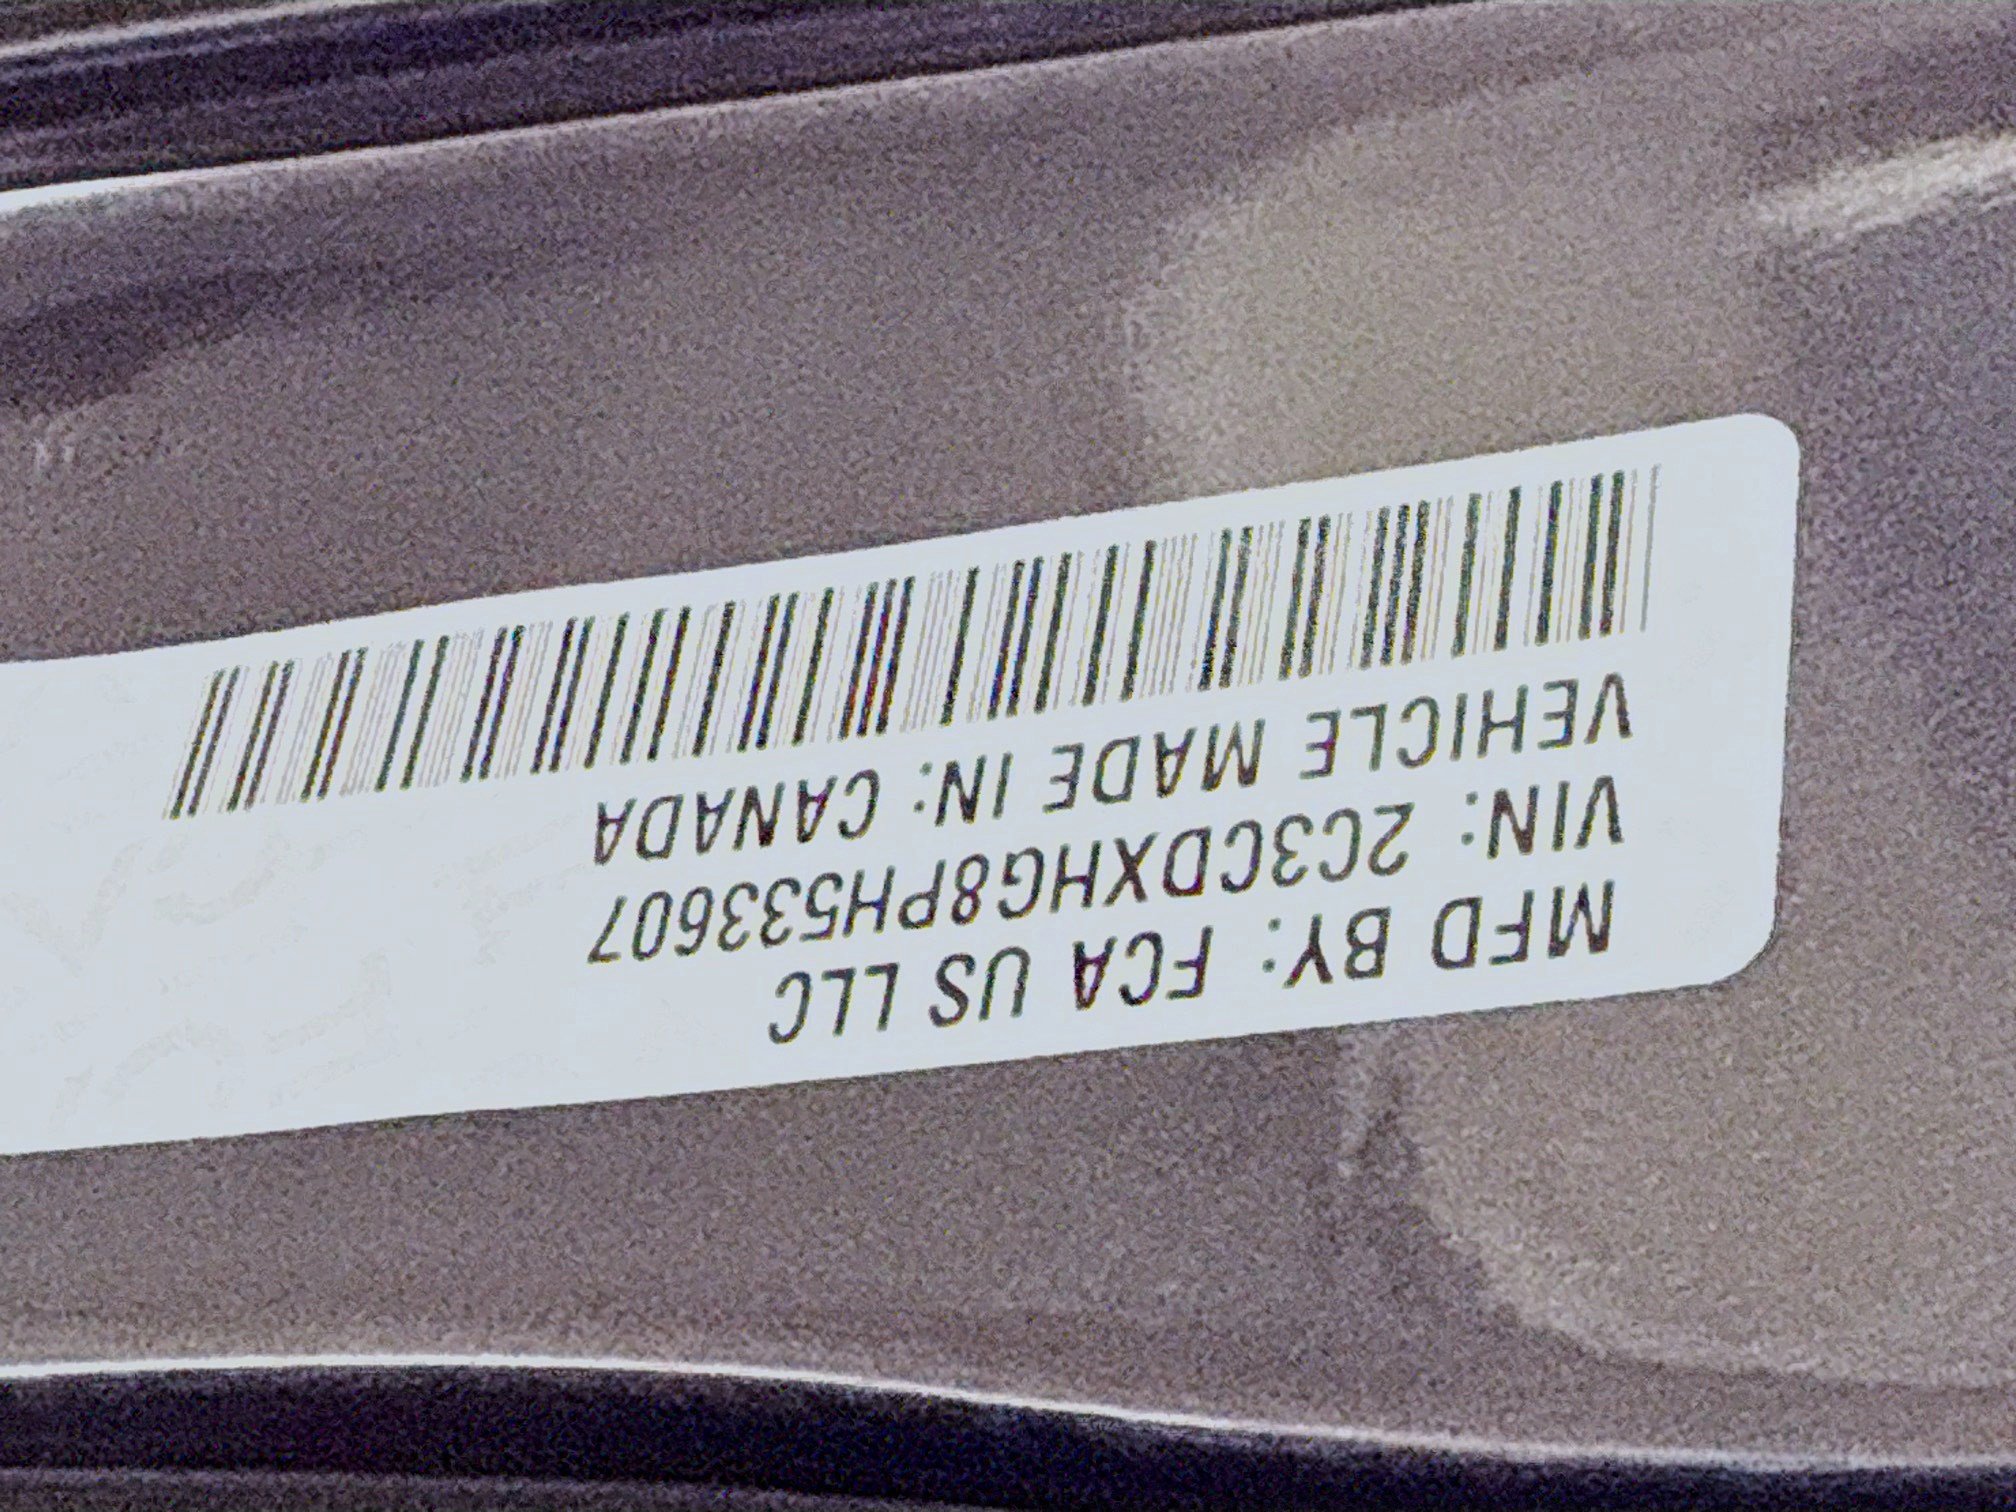 MFD BY: FCA US LLC
VIN: 2C3CDXHG8PH533607
VEHICLE MADE IN: CANADA